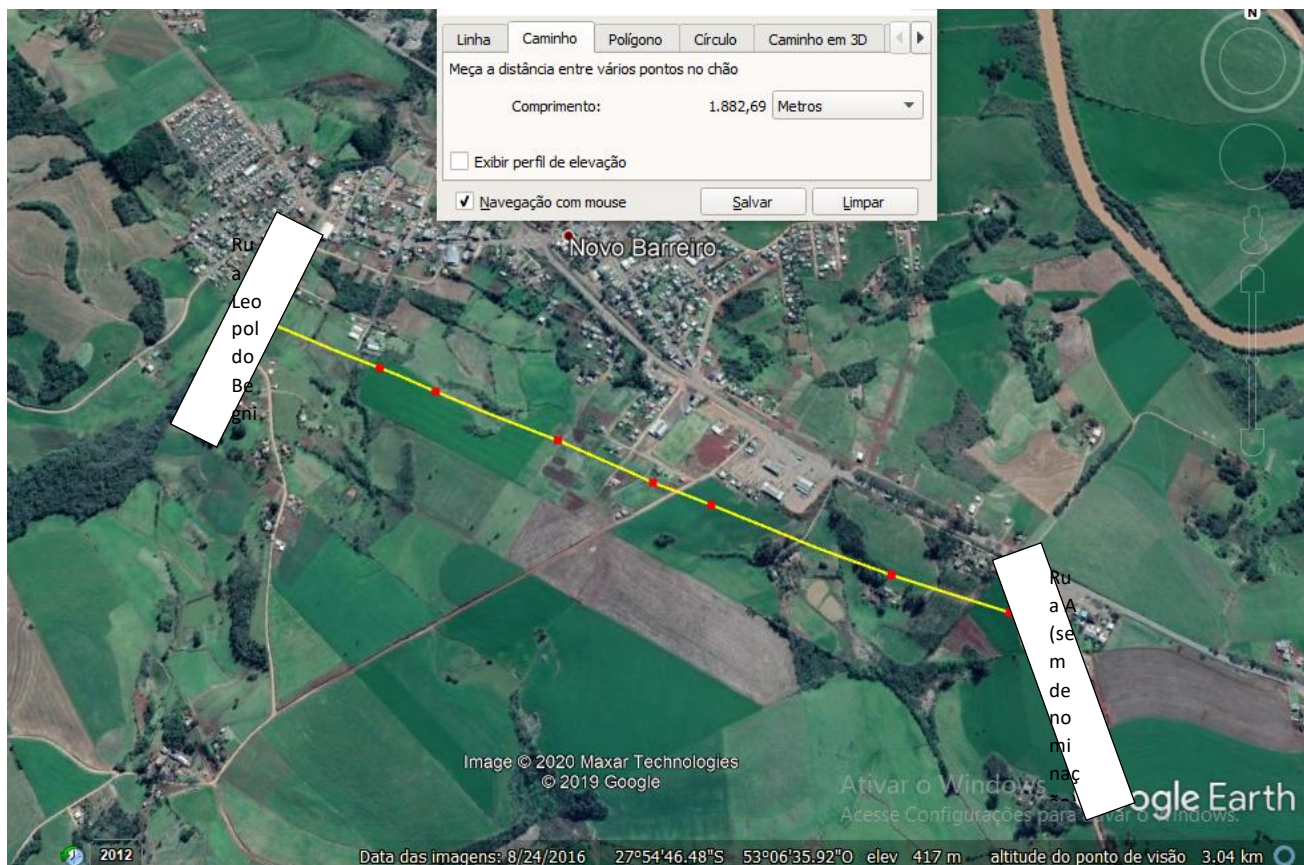 N
Linha Caminho Polígono Círculo Caminho em 3D
Meça a distância entre vários pontos no chão
Comprimento: 1.882,69 Metros
Exibir perfil de elevação
Navegação com mouse Salvar Limpar
Novo Barreiro
Ru
a
Leo
pol
do
Be
gni.
Ru
a A
(se
m
de
no
mi
naç
Image © 2020 Maxar Technologies
© 2019 Google
Ativar o Windows
ogle Earth
Acesse Configurações para ativar o Windows.
2012
Data das imagens: 8/24/2016 27°54'46.48"S 53°06'35.92"O elev 417 m altitude do ponto de visão 3.04 km